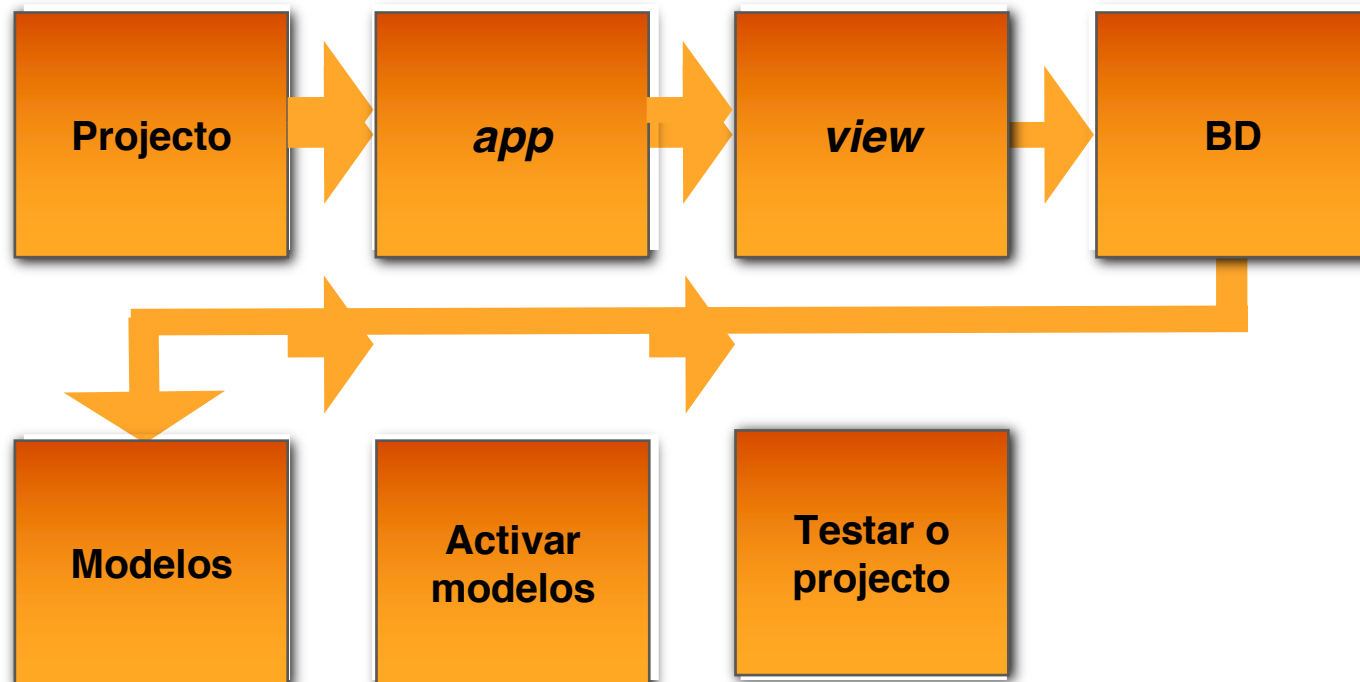 Projecto
app
view
BD
Modelos
Activar
modelos
Testar o
projecto